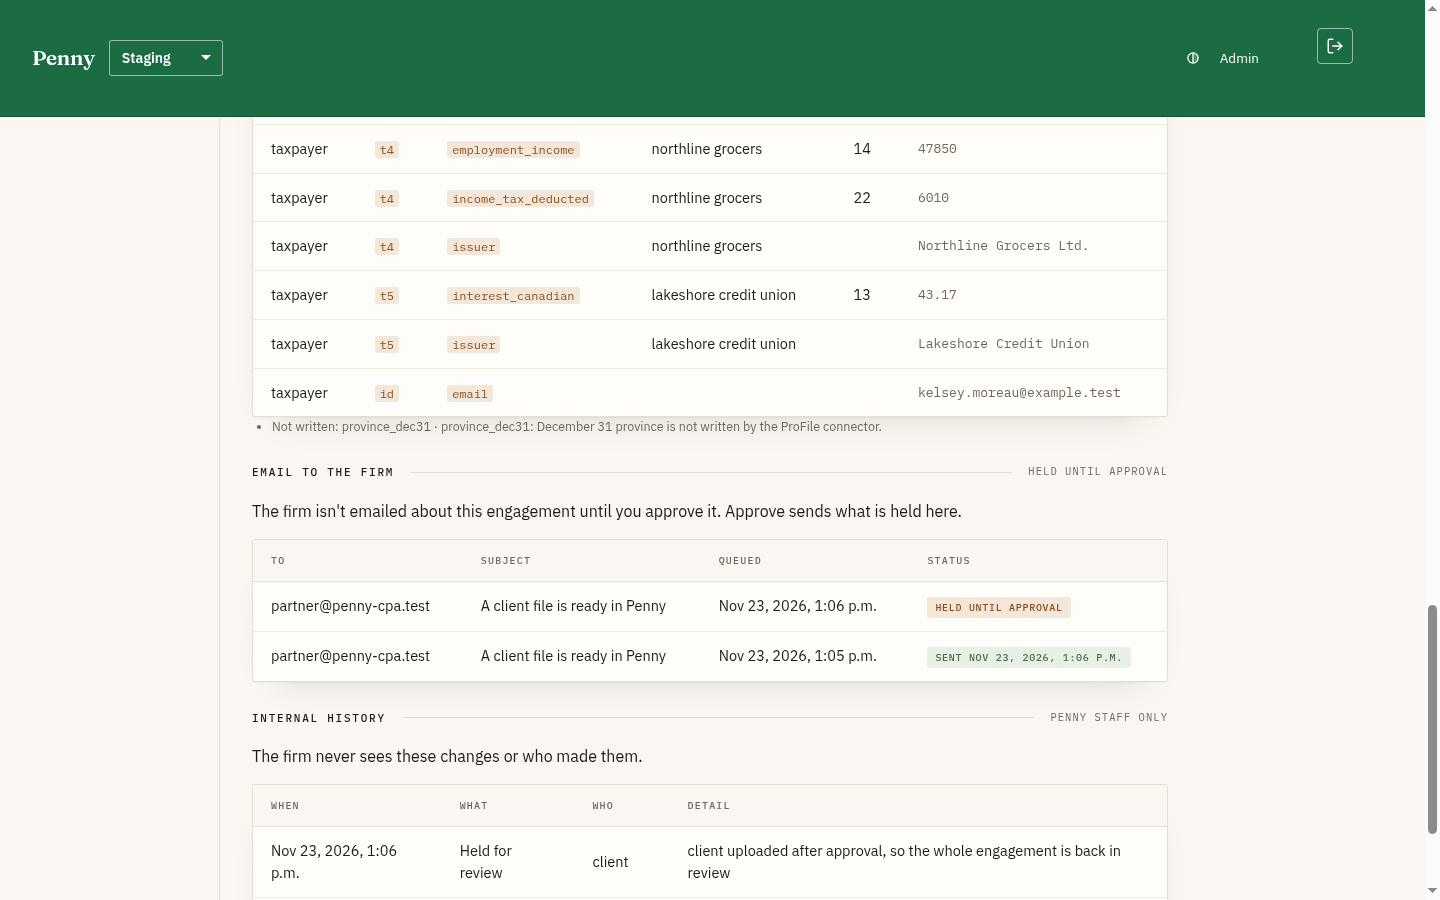 Penny Staging Admin
taxpayer t4 employment_income northline grocers 14 47850
taxpayer t4 income_tax_deducted northline grocers 22 6010
taxpayer t4 issuer northline grocers Northline Grocers Ltd.
taxpayer t5 interest_canadian lakeshore credit union 13 43.17
taxpayer t5 issuer lakeshore credit union Lakeshore Credit Union
taxpayer id email kelsey.moreau@example.test
• Not written: province_dec31 · province_dec31: December 31 province is not written by the ProFile connector.
EMAIL TO THE FIRM HELD UNTIL APPROVAL
The firm isn't emailed about this engagement until you approve it. Approve sends what is held here.
TO SUBJECT QUEUED STATUS
partner@penny-cpa.test A client file is ready in Penny Nov 23, 2026, 1:06 p.m. HELD UNTIL APPROVAL
partner@penny-cpa.test A client file is ready in Penny Nov 23, 2026, 1:05 p.m. SENT NOV 23, 2026, 1:06 P.M.
INTERNAL HISTORY PENNY STAFF ONLY
The firm never sees these changes or who made them.
WHEN WHAT WHO DETAIL
Nov 23, 2026, 1:06 p.m. Held for review client client uploaded after approval, so the whole engagement is back in review